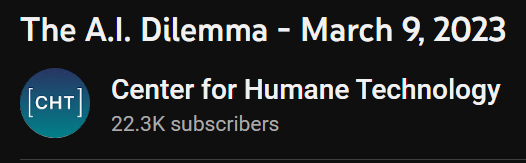 The A.I. Dilemma - March 9, 2023
[CHT]
Center for Humane Technology
22.3K subscribers